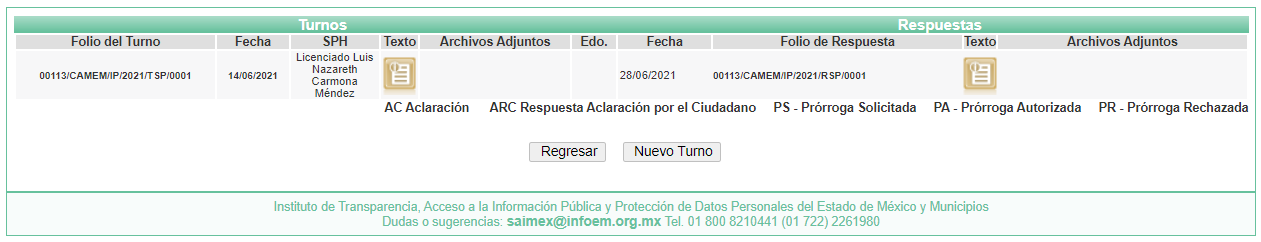 Turnos Respuestas
Folio del Turno Fecha SPH Texto Archivos Adjuntos Edo. Fecha Folio de Respuesta Texto Archivos Adjuntos
00113/CAMEM/IP/2021/TSP/0001 14/06/2021 Licenciado Luis
Nazareth
Carmona
Méndez 28/06/2021 00113/CAMEM/IP/2021/RSP/0001
AC Aclaración ARC Respuesta Aclaración por el Ciudadano PS - Prórroga Solicitada PA - Prórroga Autorizada PR - Prórroga Rechazada
Regresar Nuevo Turno
Instituto de Transparencia, Acceso a la Información Pública y Protección de Datos Personales del Estado de México y Municipios
Dudas o sugerencias: saimex@infoem.org.mx Tel. 01 800 8210441 (01 722) 2261980